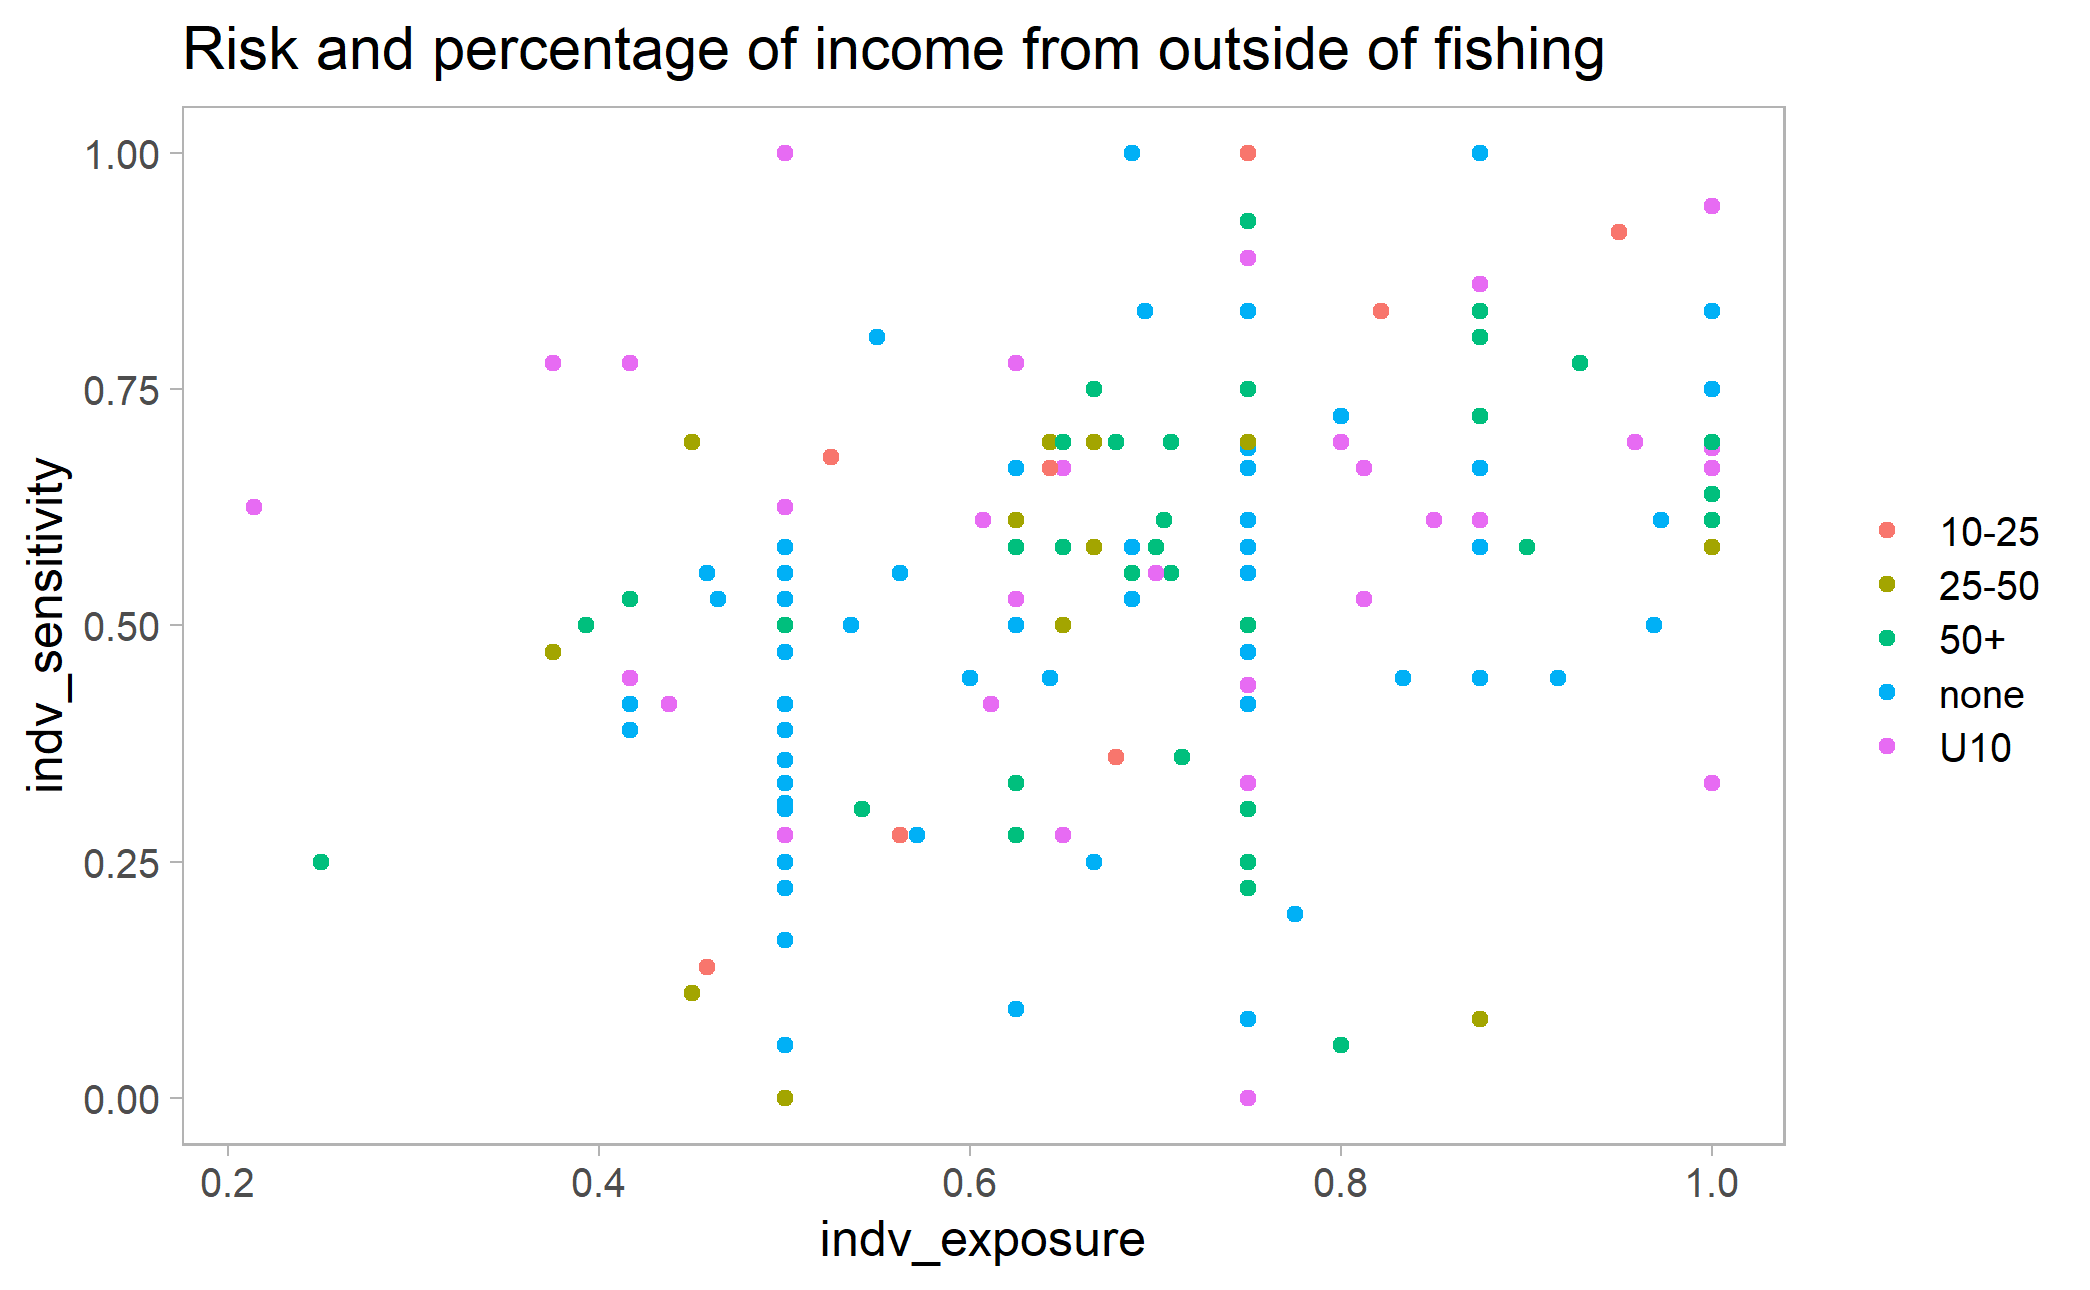 Risk and percentage of income from outside of fishing
1.00
0.75
0.50
0.25
0.00
indv_sensitivity
0.2 0.4 0.6 0.8 1.0
indv_exposure
10-25
25-50
50+
none
U10